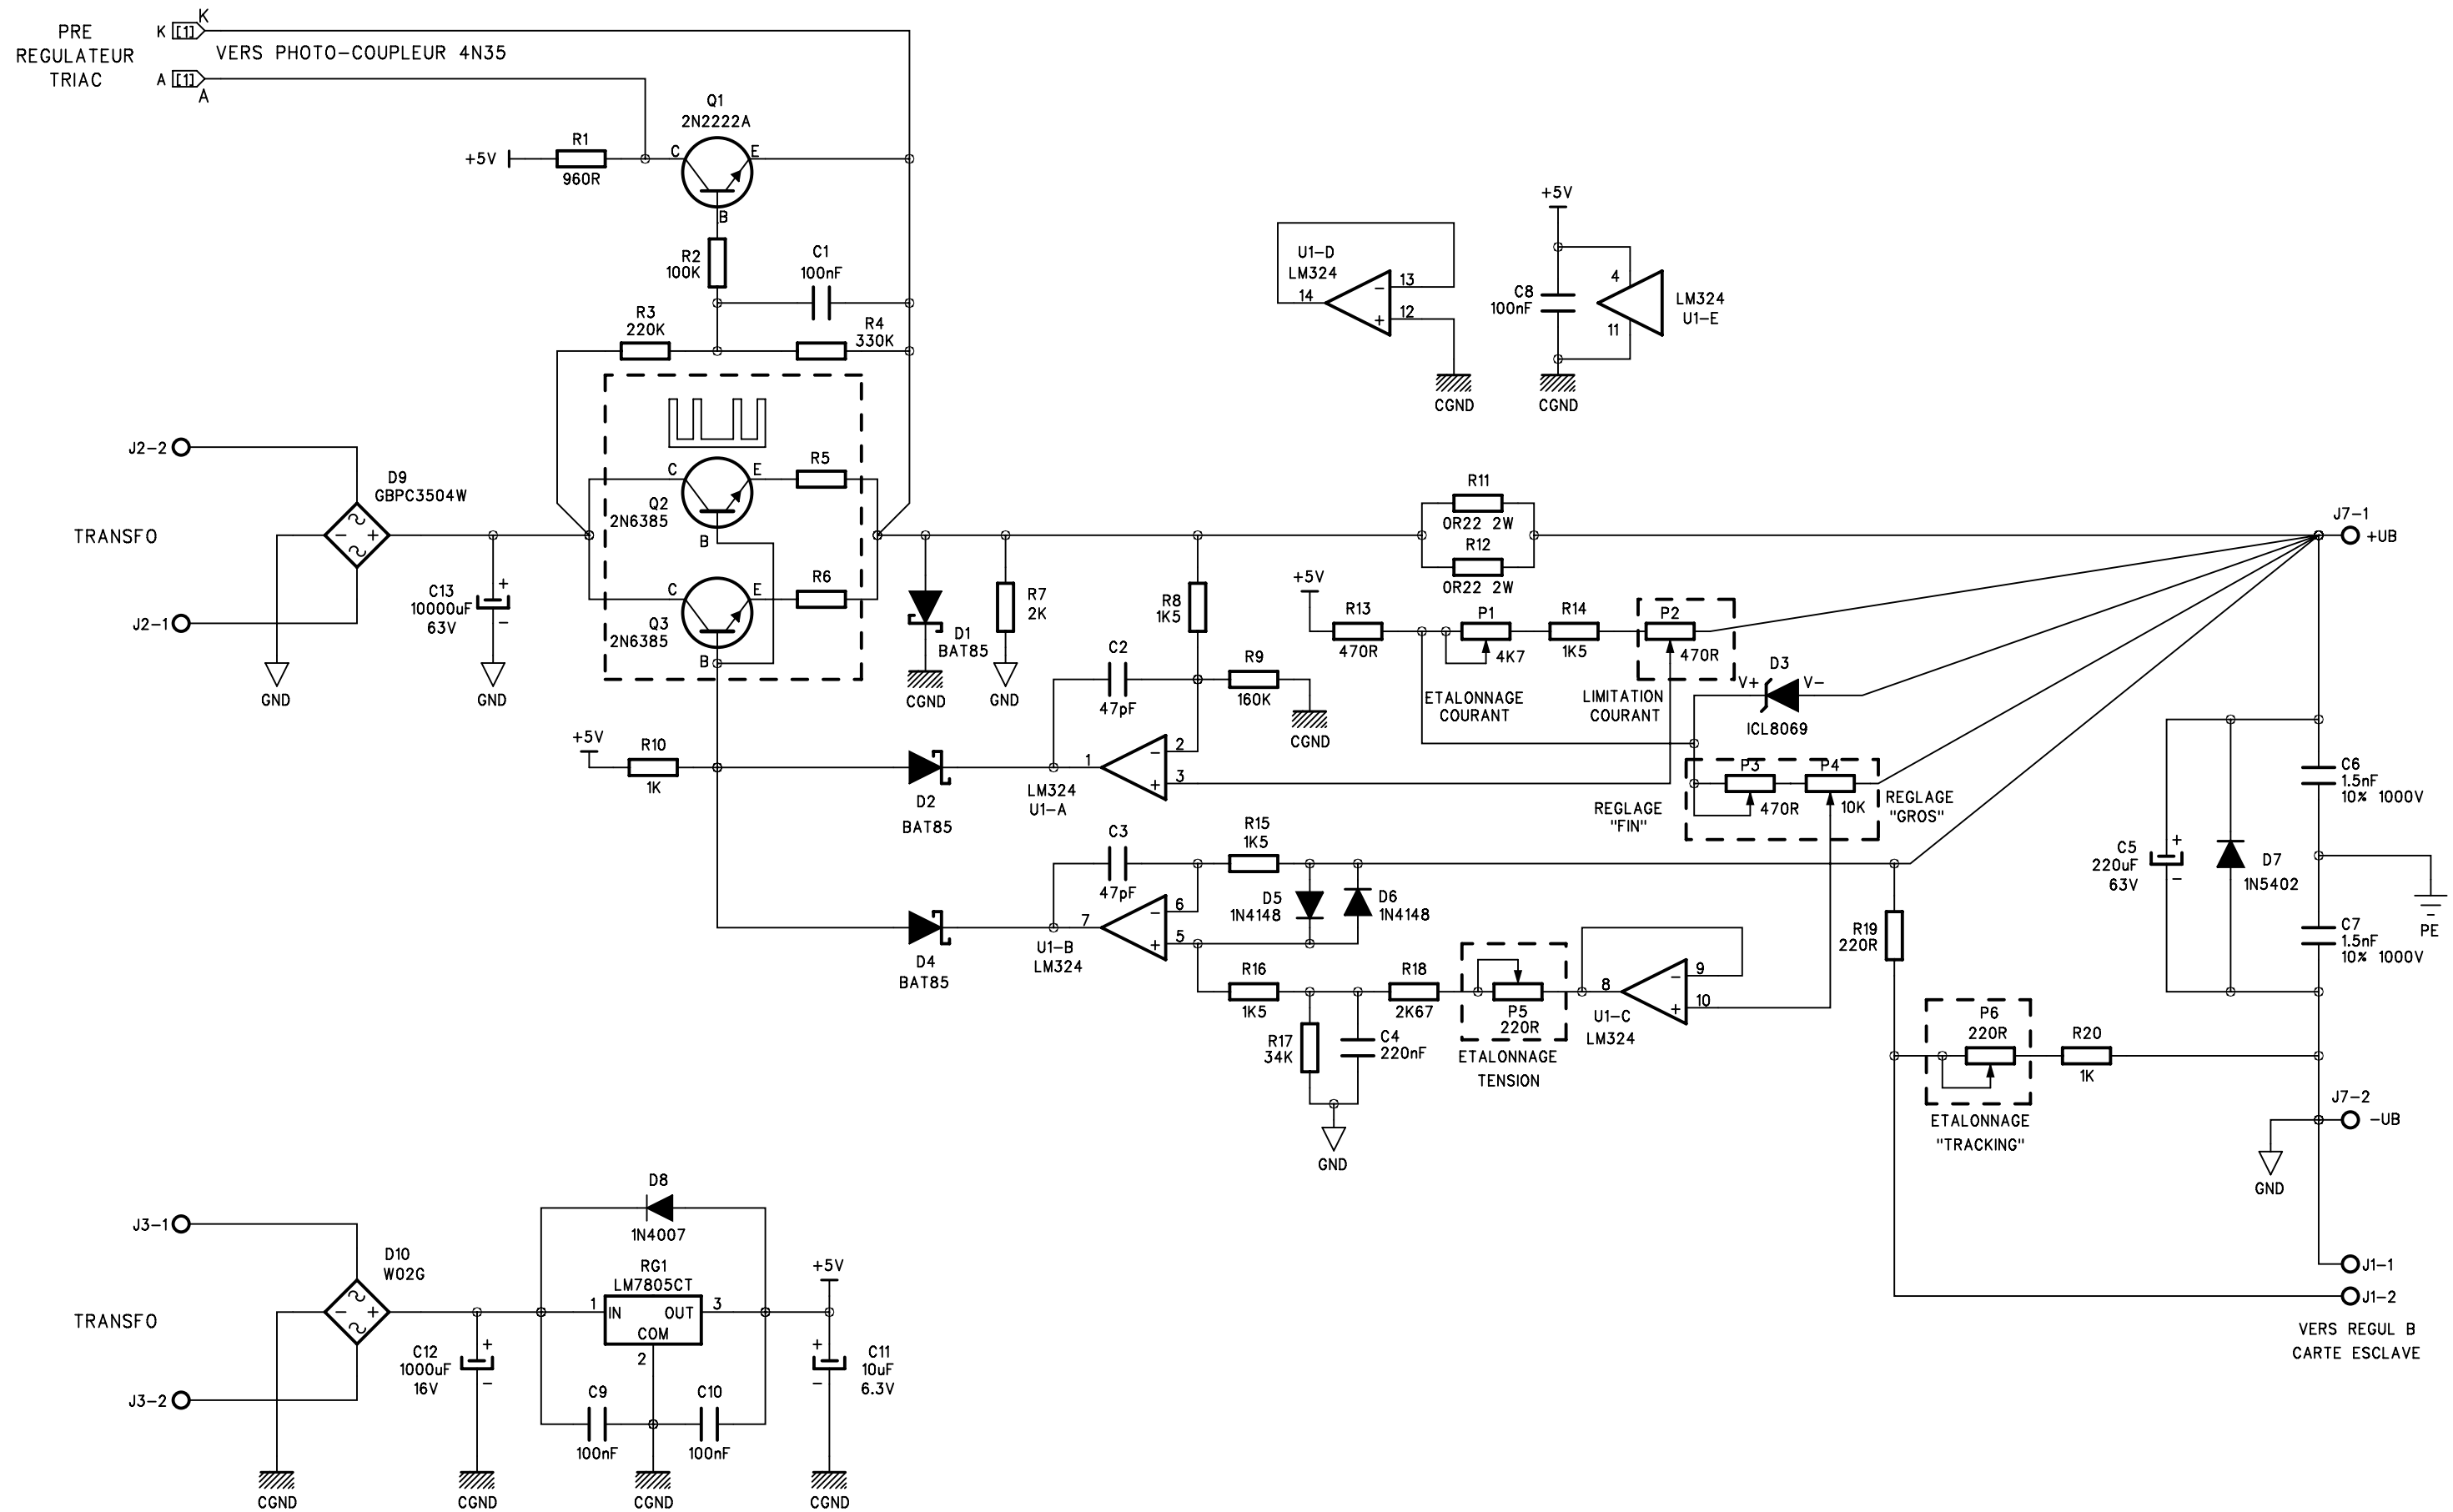 PRE
REGULATEUR
TRIAC
K [1] K
A [1] A
VERS PHOTO-COUPLEUR 4N35
Q1
2N2222A
C
E
B
+5V
R1
960R
R2
100K
C1
100nF
R3
220K
R4
330K
U1-D
LM324
14
13
12
- 
+
CGND
+5V
C8
100nF
4
11
LM324
U1-E
CGND
J2-2
TRANSFO
J2-1
D9
GBPC3504W
- +
GND
C13
10000uF
63V
+
-
GND
C
E
R5
Q2
2N6385
B
C
E
R6
Q3
2N6385
B
D1
BAT85
CGND
R7
2K
GND
R8
1K5
C2
47pF
R9
160K
CGND
R11
0R22 2W
R12
0R22 2W
+5V
R13
470R
P1
4K7
ETALONNAGE
COURANT
R14
1K5
P2
470R
LIMITATION
COURANT
D3
V+ V-
ICL8069
J7-1
+UB
+5V
R10
1K
D2
BAT85
1
2
3
-
+
LM324
U1-A
P3
470R
P4
10K
REGLAGE
"FIN"
REGLAGE
"GROS"
C6
1.5nF
10% 1000V
C5
220uF
63V
+
-
D7
1N5402
C7
1.5nF
10% 1000V
PE
C3
47pF
R15
1K5
D5
1N4148
D6
1N4148
D4
BAT85
7
6
5
-
+
U1-B
LM324
R16
1K5
R17
34K
C4
220nF
GND
R18
2K67
P5
220R
ETALONNAGE
TENSION
8
9
10
-
+
U1-C
LM324
R19
220R
P6
220R
R20
1K
ETALONNAGE
"TRACKING"
J7-2
-UB
GND
J1-1
J1-2
VERS REGUL B
CARTE ESCLAVE
J3-1
TRANSFO
J3-2
D10
W02G
- +
CGND
C12
1000uF
16V
+
-
CGND
D8
1N4007
RG1
LM7805CT
1
IN OUT
3
COM
2
C9
100nF
C10
100nF
CGND
+5V
C11
10uF
6.3V
+
-
CGND